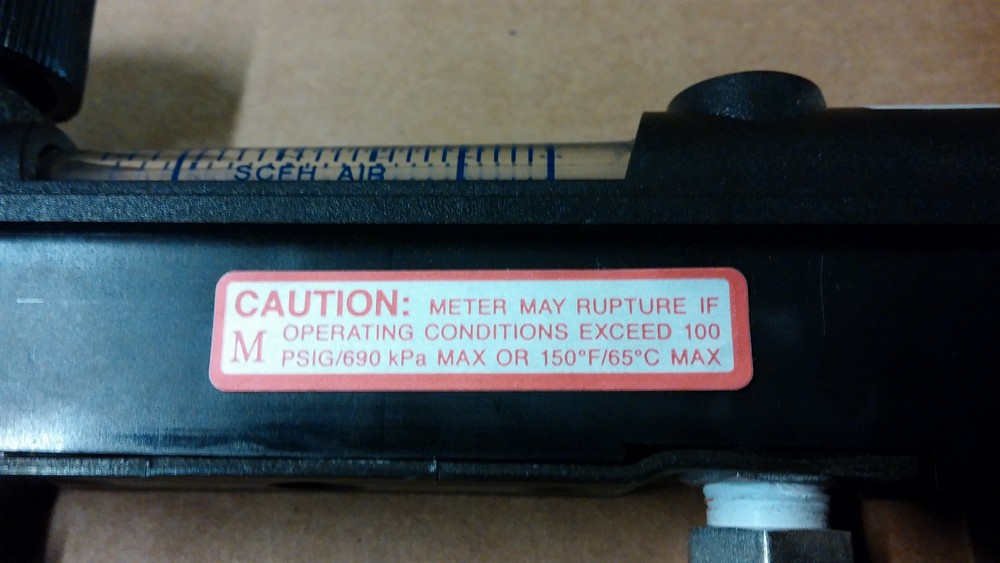 SCFH AIR
CAUTION: METER MAY RUPTURE IF
M OPERATING CONDITIONS EXCEED 100
PSIG/690 kPa MAX OR 150°F/65°C MAX